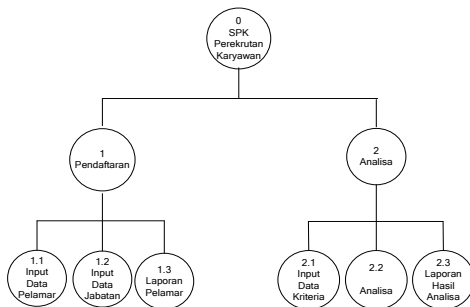 0
SPK
Perekrutan
Karyawan
1
Pendaftaran
2
Analisa
1.1
Input
Data
Pelamar
1.2
Input
Data
Jabatan
1.3
Laporan
Pelamar
2.1
Input
Data
Kriteria
2.2
Analisa
2.3
Laporan
Hasil
Analisa